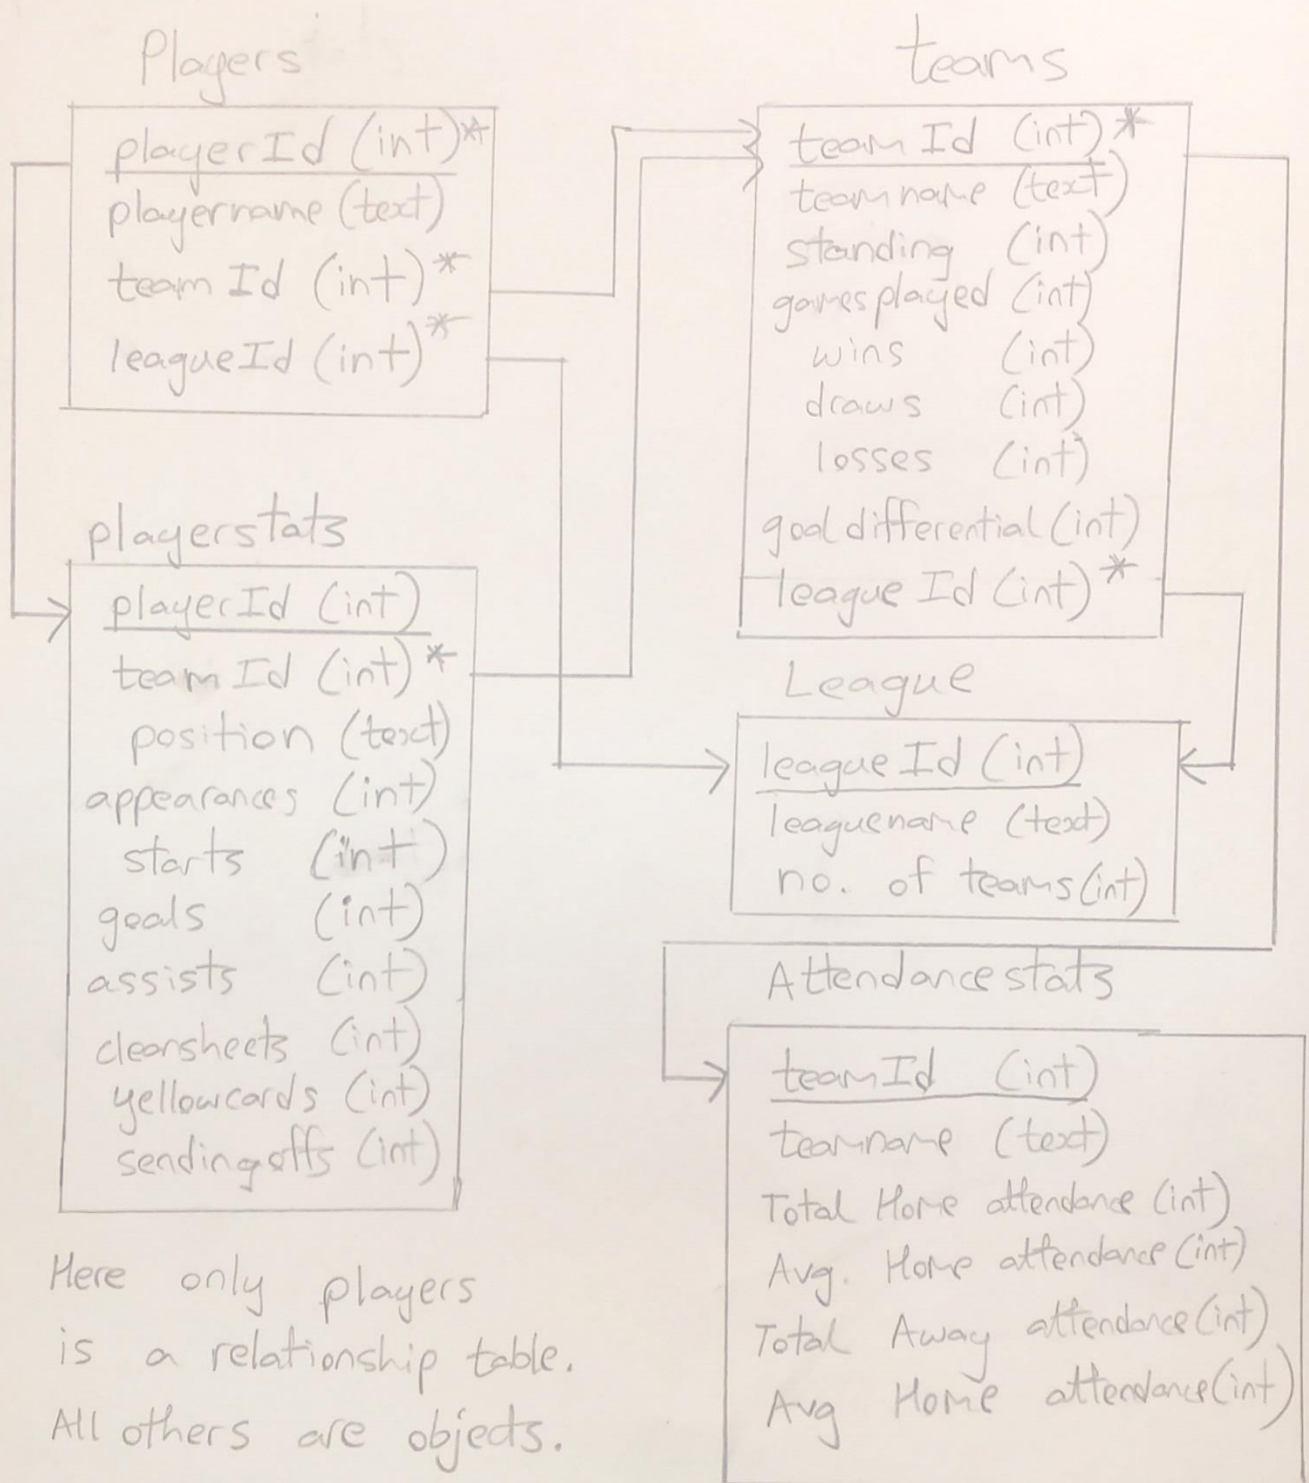 Players
playerId (int)*
playername (text)
team Id (int)*
leagueId (int)*
playerstats
playerId (int)
team Id (int)*
position (text)
appearances (int)
starts (int)
goals (int)
assists (int)
cleansheets (int)
yellowcards (int)
sendingoffs (int)
Here only players
is a relationship table.
All others are objects.
teams
team Id (int)*
teamname (text)
standing (int)
gamesplayed (int)
wins (int)
draws (int)
losses (int)
goal differential (int)
league Id (int)*
League
league Id (int)
leaguename (text)
no. of teams (int)
Attendance stats
teamId (int)
teamname (text)
Total Home attendance (int)
Avg. Home attendance (int)
Total Away attendance (int)
Avg Home attendance (int)